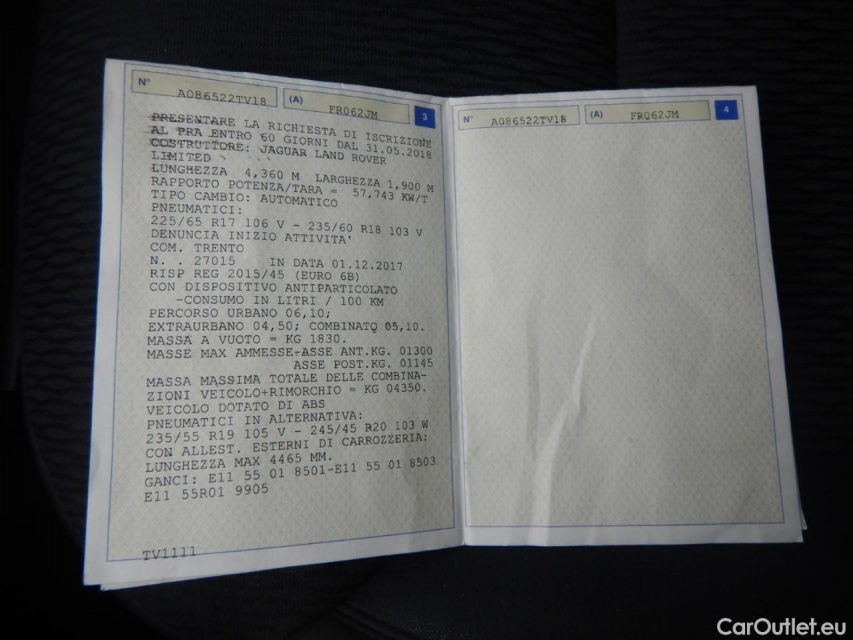 N° A086522TV18 (A) FR062JM 3
PRESENTARE LA RICHIESTA DI ISCRIZIONE
AL PRA ENTRO 60 GIORNI DAL 31.05.2018
COSTRUTTORE: JAGUAR LAND ROVER
LIMITED
LUNGHEZZA 4,360 M LARGHEZZA 1,900 M
RAPPORTO POTENZA/TARA = 57,743 KW/T
TIPO CAMBIO: AUTOMATICO
PNEUMATICI:
225/65 R17 106 V - 235/60 R18 103 V
DENUNCIA INIZIO ATTIVITA'
COM. TRENTO
N. . 27015 IN DATA 01.12.2017
RISP REG 2015/45 (EURO 6B)
CON DISPOSITIVO ANTIPARTICOLATO
-CONSUMO IN LITRI / 100 KM
PERCORSO URBANO 06,10;
EXTRAURBANO 04,50; COMBINATO 05,10.
MASSA A VUOTO = KG 1830.
MASSE MAX AMMESSE-ASSE ANT.KG. 01300
ASSE POST.KG. 01145
MASSA MASSIMA TOTALE DELLE COMBINA-
ZIONI VEICOLO+RIMORCHIO = KG 04350.
VEICOLO DOTATO DI ABS
PNEUMATICI IN ALTERNATIVA:
235/55 R19 105 V - 245/45 R20 103 W
CON ALLEST. ESTERNI DI CARROZZERIA:
LUNGHEZZA MAX 4465 MM.
GANCI: E11 55 01 8501-E11 55 01 8503
E11 55R01 9905
TV1111
N° A086522TV18 (A) FR062JM 4
CarOutlet.eu